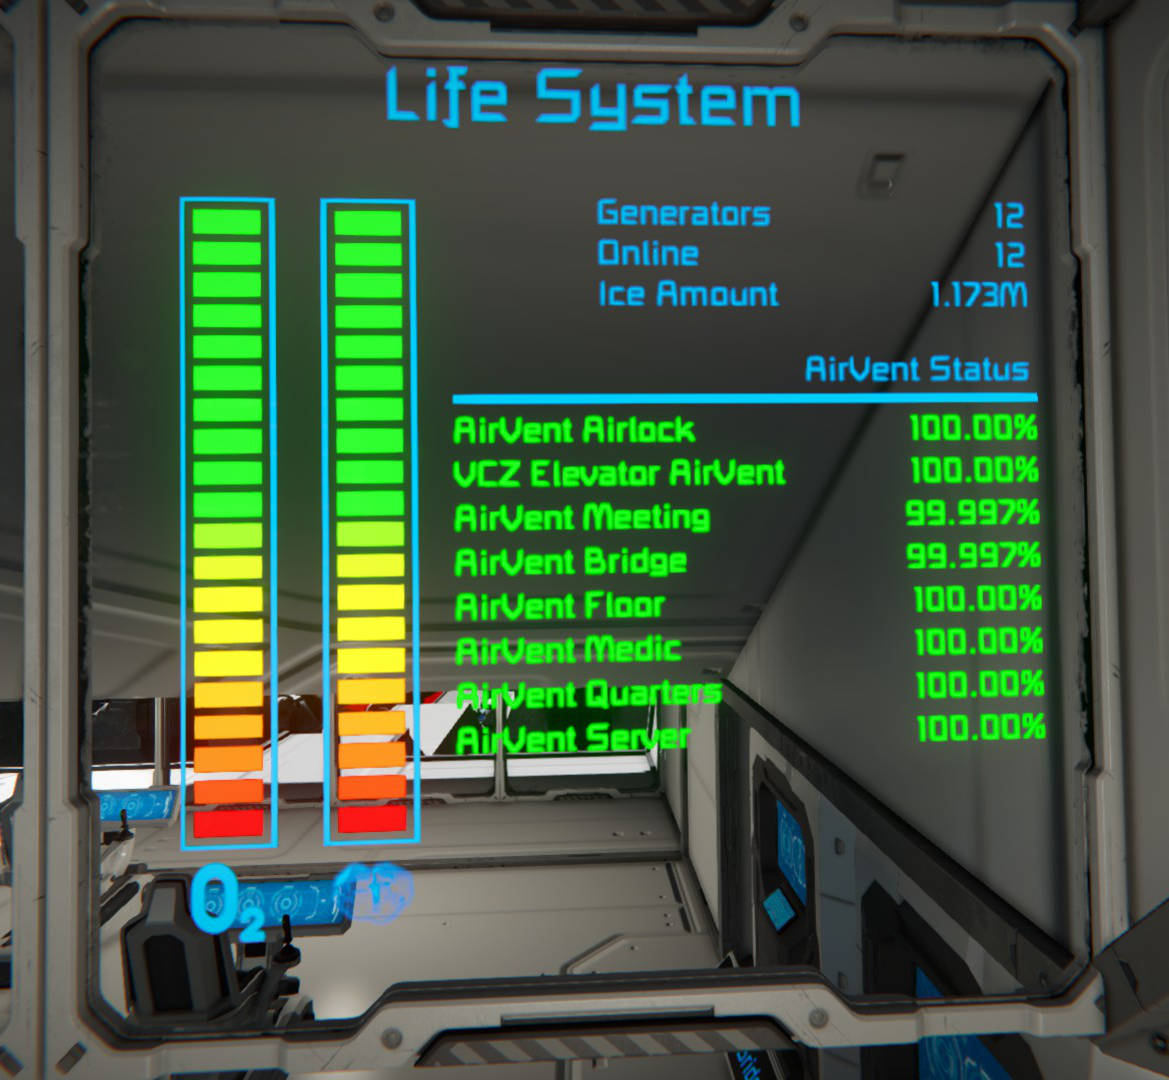 Life System
Generators 12
Online 12
Ice Amount 1.173M
AirVent Status
AirVent Airlock 100.00%
VCZ Elevator AirVent 100.00%
AirVent Meeting 99.997%
AirVent Bridge 99.997%
AirVent Floor 100.00%
AirVent Medic 100.00%
AirVent Quarters 100.00%
AirVent Server 100.00%
O₂